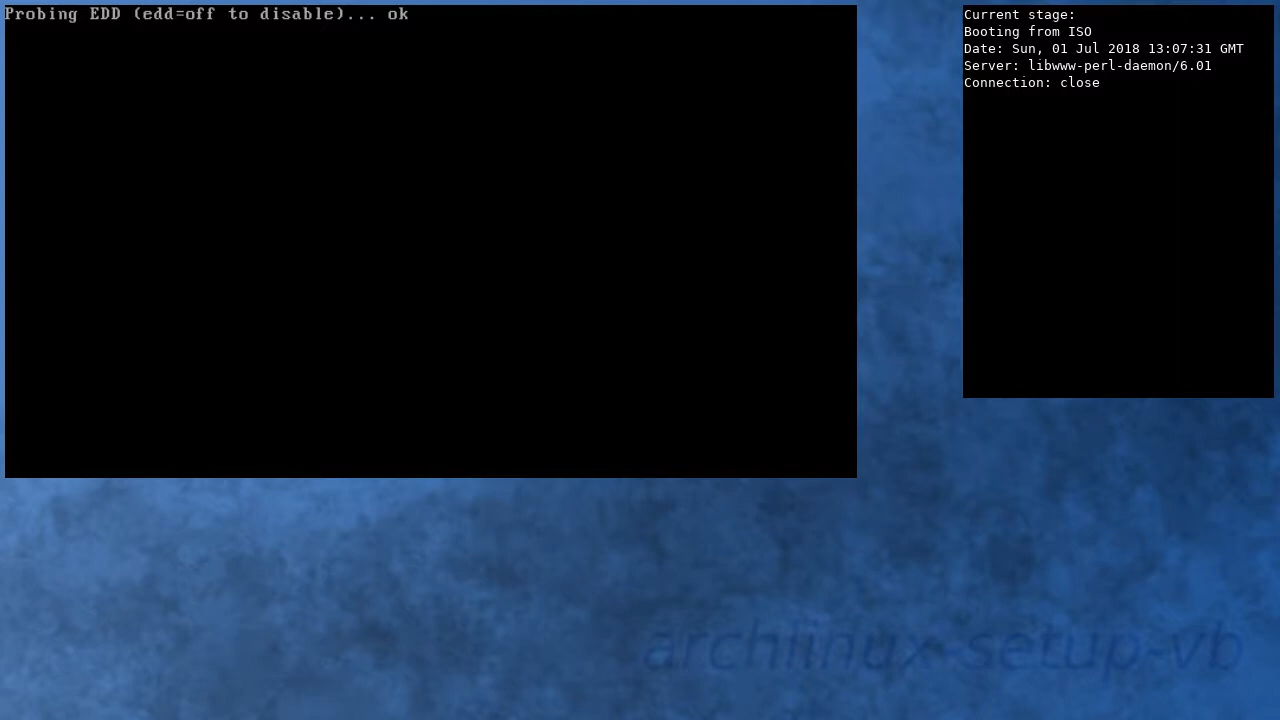 Probing EDD (edd=off to disable)... ok
Current stage:
Booting from ISO
Date: Sun, 01 Jul 2018 13:07:31 GMT
Server: libwww-perl-daemon/6.01
Connection: close
archlinux-setup-vb